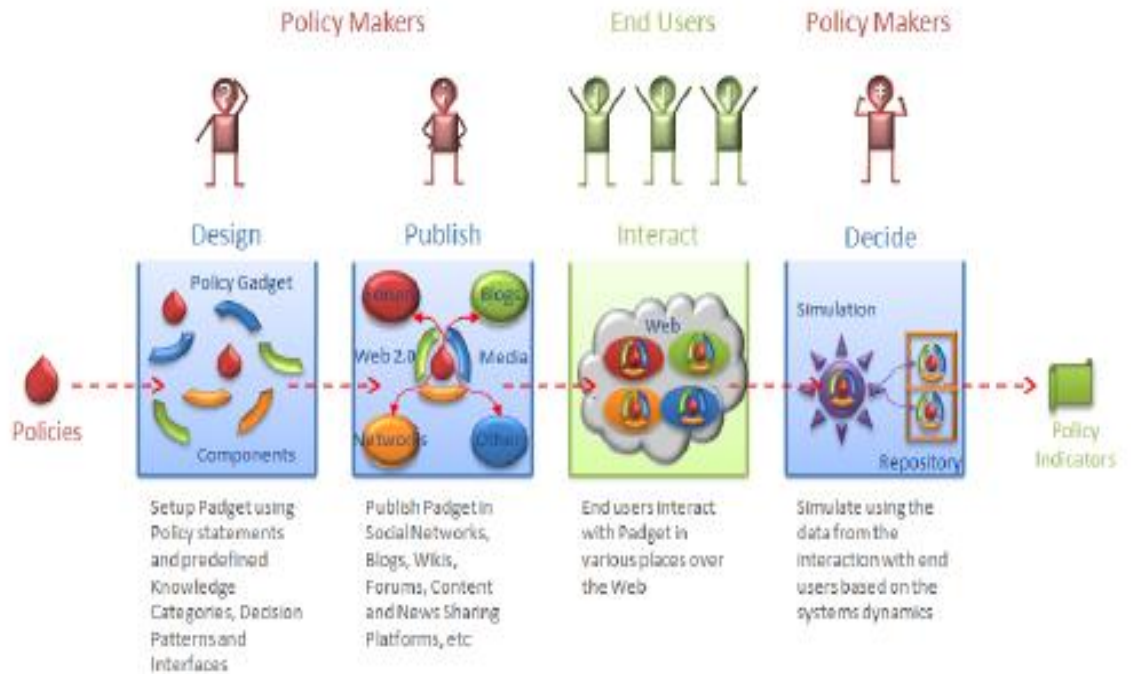 Policy Makers
End Users
Policy Makers
Design
Publish
Interact
Decide
Policies
Policy Gadget
Components
Forums
Blogs
Web 2.0
Media
Networks
Other
Web
Simulation
Repository
Policy
Indicators
Setup Padget using
Policy statements
and predefined
Knowledge
Categories, Decision
Patterns and
Interfaces
Publish Padget in
Social Networks,
Blogs, Wikis,
Forums, Content
and News Sharing
Platforms, etc
End users interact
with Padget in
various places over
the Web
Simulate using the
data from the
interaction with end
users based on the
systems dynamics